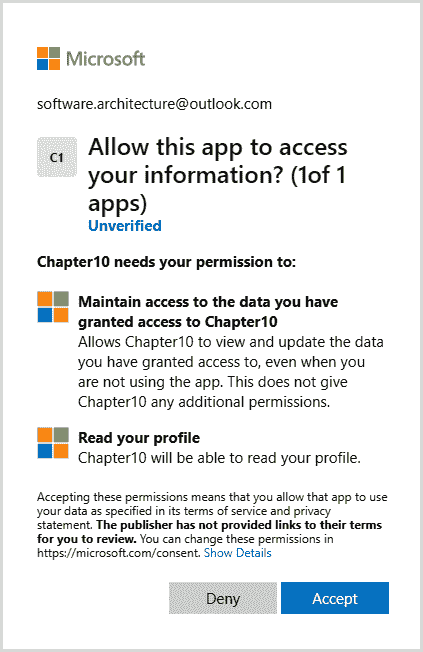 Microsoft
software.architecture@outlook.com
C1
Allow this app to access
your information? (1of 1
apps)
Unverified
Chapter10 needs your permission to:
Maintain access to the data you have
granted access to Chapter10
Allows Chapter10 to view and update the data
you have granted access to, even when you
are not using the app. This does not give
Chapter10 any additional permissions.
Read your profile
Chapter10 will be able to read your profile.
Accepting these permissions means that you allow that app to use
your data as specified in its terms of service and privacy
statement. The publisher has not provided links to their terms
for you to review. You can change these permissions in
https://microsoft.com/consent. Show Details
Deny
Accept